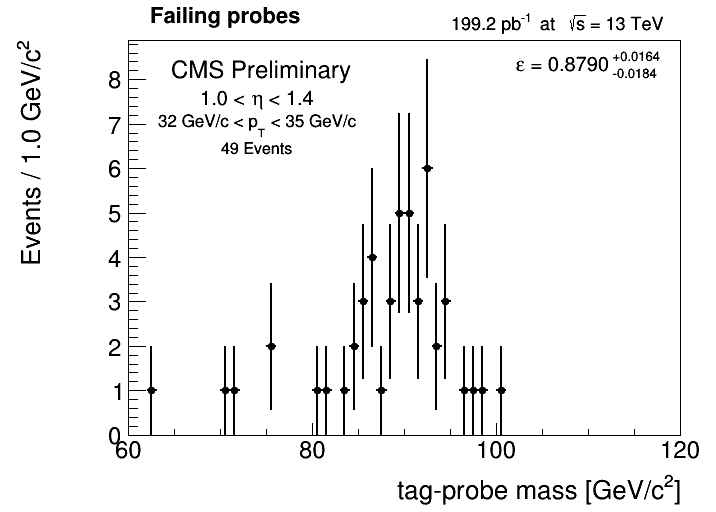 Failing probes
199.2 pb⁻¹ at √s = 13 TeV
CMS Preliminary
1.0 < η < 1.4
32 GeV/c < p_T < 35 GeV/c
49 Events
ε = 0.8790 +0.0164 -0.0184
Events / 1.0 GeV/c²
8
7
6
5
4
3
2
1
0
60 80 100 120
tag-probe mass [GeV/c²]